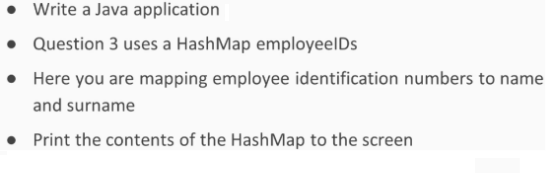 • Write a Java application
• Question 3 uses a HashMap employeeIDs
• Here you are mapping employee identification numbers to name
and surname
• Print the contents of the HashMap to the screen